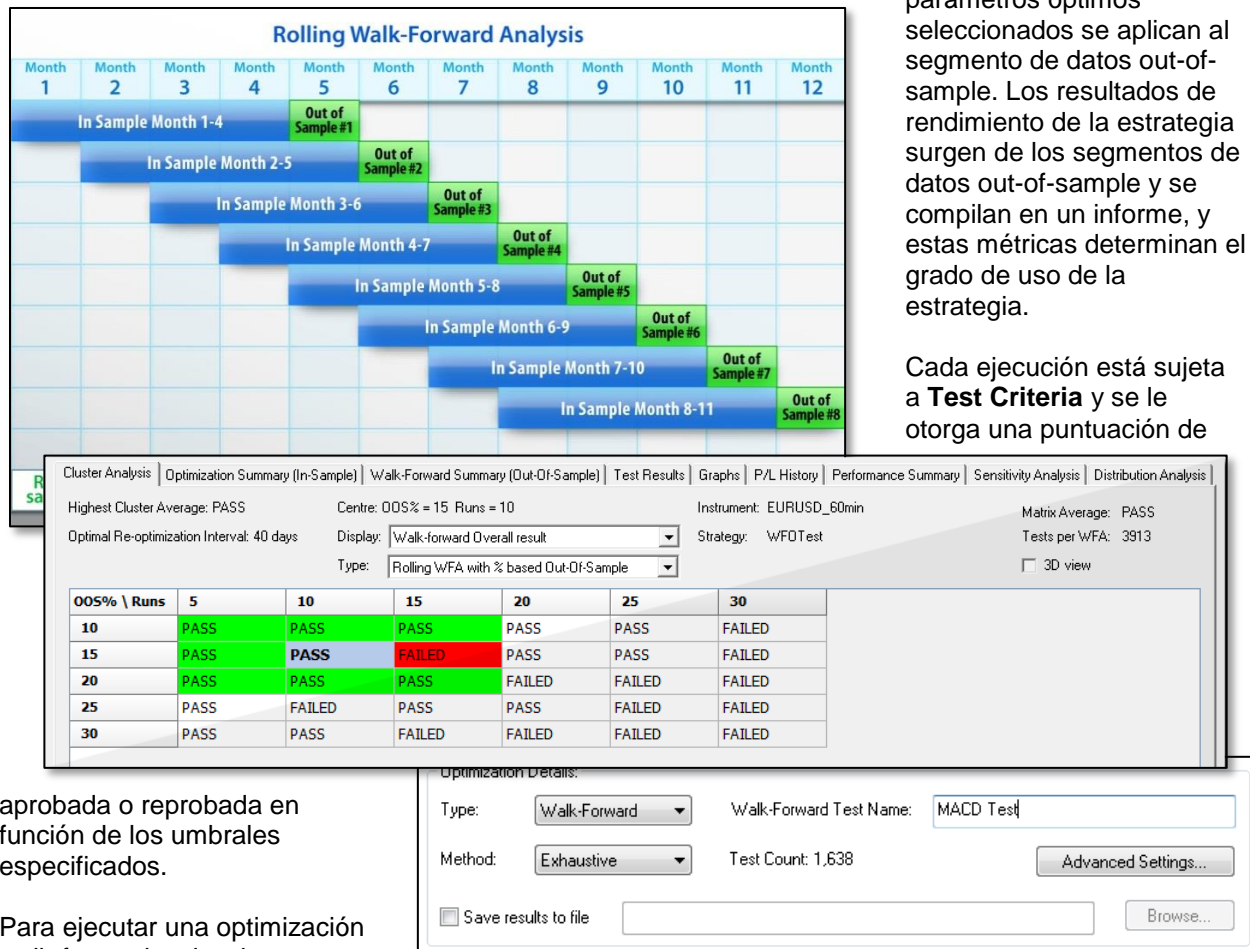 parámetros óptimos
seleccionados se aplican al
segmento de datos out-of-
sample. Los resultados de
rendimiento de la estrategia
surgen de los segmentos de
datos out-of-sample y se
compilan en un informe, y
estas métricas determinan el
grado de uso de la
estrategia.
Cada ejecución está sujeta
a Test Criteria y se le
otorga una puntuación de
Rolling Walk-Forward Analysis
Month Month Month Month Month Month Month Month Month Month Month Month
1 2 3 4 5 6 7 8 9 10 11 12
In Sample Month 1-4 Out of Sample #1
In Sample Month 2-5 Out of Sample #2
In Sample Month 3-6 Out of Sample #3
In Sample Month 4-7 Out of Sample #4
In Sample Month 5-8 Out of Sample #5
In Sample Month 6-9 Out of Sample #6
In Sample Month 7-10 Out of Sample #7
In Sample Month 8-11 Out of Sample #8
Cluster Analysis Optimization Summary (In-Sample) Walk-Forward Summary (Out-Of-Sample) Test Results Graphs P/L History Performance Summary Sensitivity Analysis Distribution Analysis
Highest Cluster Average: PASS Centre: OOS% = 15 Runs = 10 Instrument: EURUSD_60min Matrix Average: PASS
Optimal Re-optimization Interval: 40 days Display: Walk-forward Overall result Strategy: WFOTest Tests per WFA: 3913
Type: Rolling WFA with % based Out-Of-Sample 3D view
OOS% \ Runs 5 10 15 20 25 30
10 PASS PASS PASS PASS PASS FAILED
15 PASS PASS FAILED PASS PASS FAILED
20 PASS PASS PASS FAILED FAILED FAILED
25 PASS FAILED PASS PASS FAILED FAILED
30 PASS PASS FAILED FAILED FAILED FAILED
aprobada o reprobada en
función de los umbrales
especificados.
Para ejecutar una optimización
Optimization Details:
Type: Walk-Forward Walk-Forward Test Name: MACD Test
Method: Exhaustive Test Count: 1,638 Advanced Settings...
Save results to file Browse...